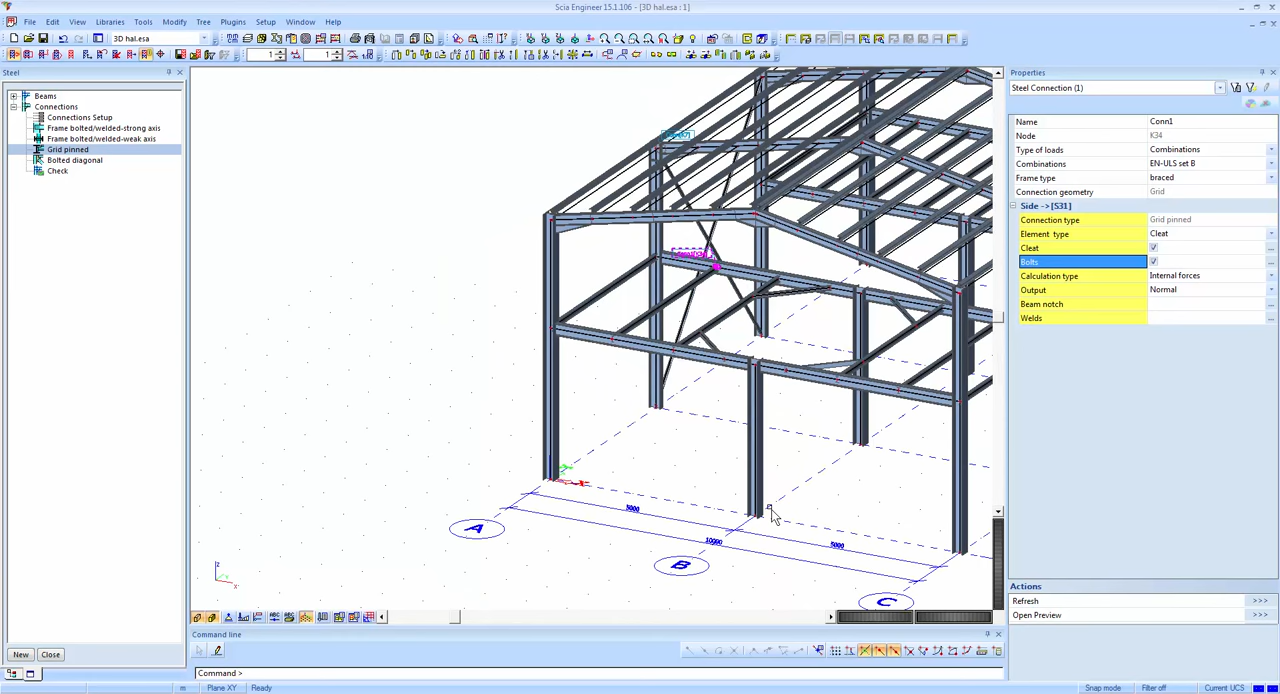 Scia Engineer 15.1.106 - [3D hal.esa : 1]
File Edit View Libraries Tools Modify Tree Plugins Setup Window Help
3D hal.esa
1 1
Steel
Beams
Connections
Connections Setup
Frame bolted/welded-strong axis
Frame bolted/welded-weak axis
Grid pinned
Bolted diagonal
Check
New Close
5000
10000 5000
A
B
C
z
x
Command line
Command >
Properties
Steel Connection (1)
Name Conn1
Node K34
Type of loads Combinations
Combinations EN-ULS set B
Frame type braced
Connection geometry Grid
Side ->[S31]
Connection type Grid pinned
Element type Cleat
Cleat ...
Bolts ...
Calculation type Internal forces
Output Normal
Beam notch ...
Welds ...
Actions
Refresh >>>
Open Preview >>>
m Plane XY Ready Snap mode Filter off Current UCS